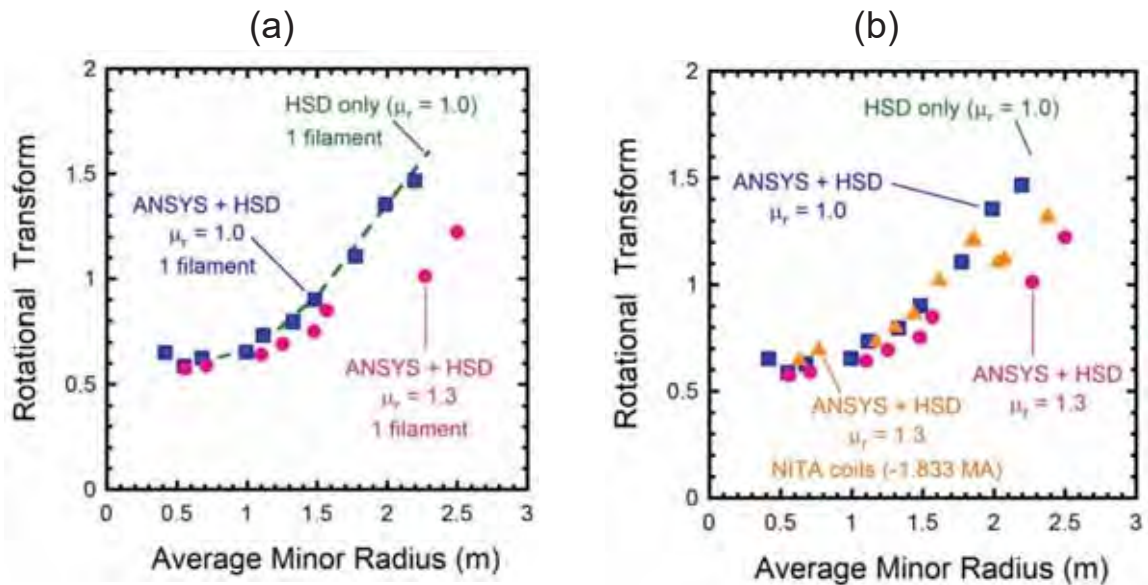 (a)
2
1.5
1
0.5
0
0
0.5
1
1.5
2
2.5
3
Rotational Transform
Average Minor Radius (m)
HSD only (μr = 1.0)
1 filament
ANSYS + HSD
μr = 1.0
1 filament
ANSYS + HSD
μr = 1.3
1 filament
(b)
2
1.5
1
0.5
0
0
0.5
1
1.5
2
2.5
3
Rotational Transform
Average Minor Radius (m)
HSD only (μr = 1.0)
ANSYS + HSD
μr = 1.0
ANSYS + HSD
μr = 1.3
ANSYS + HSD
μr = 1.3
NITA coils (-1.833 MA)